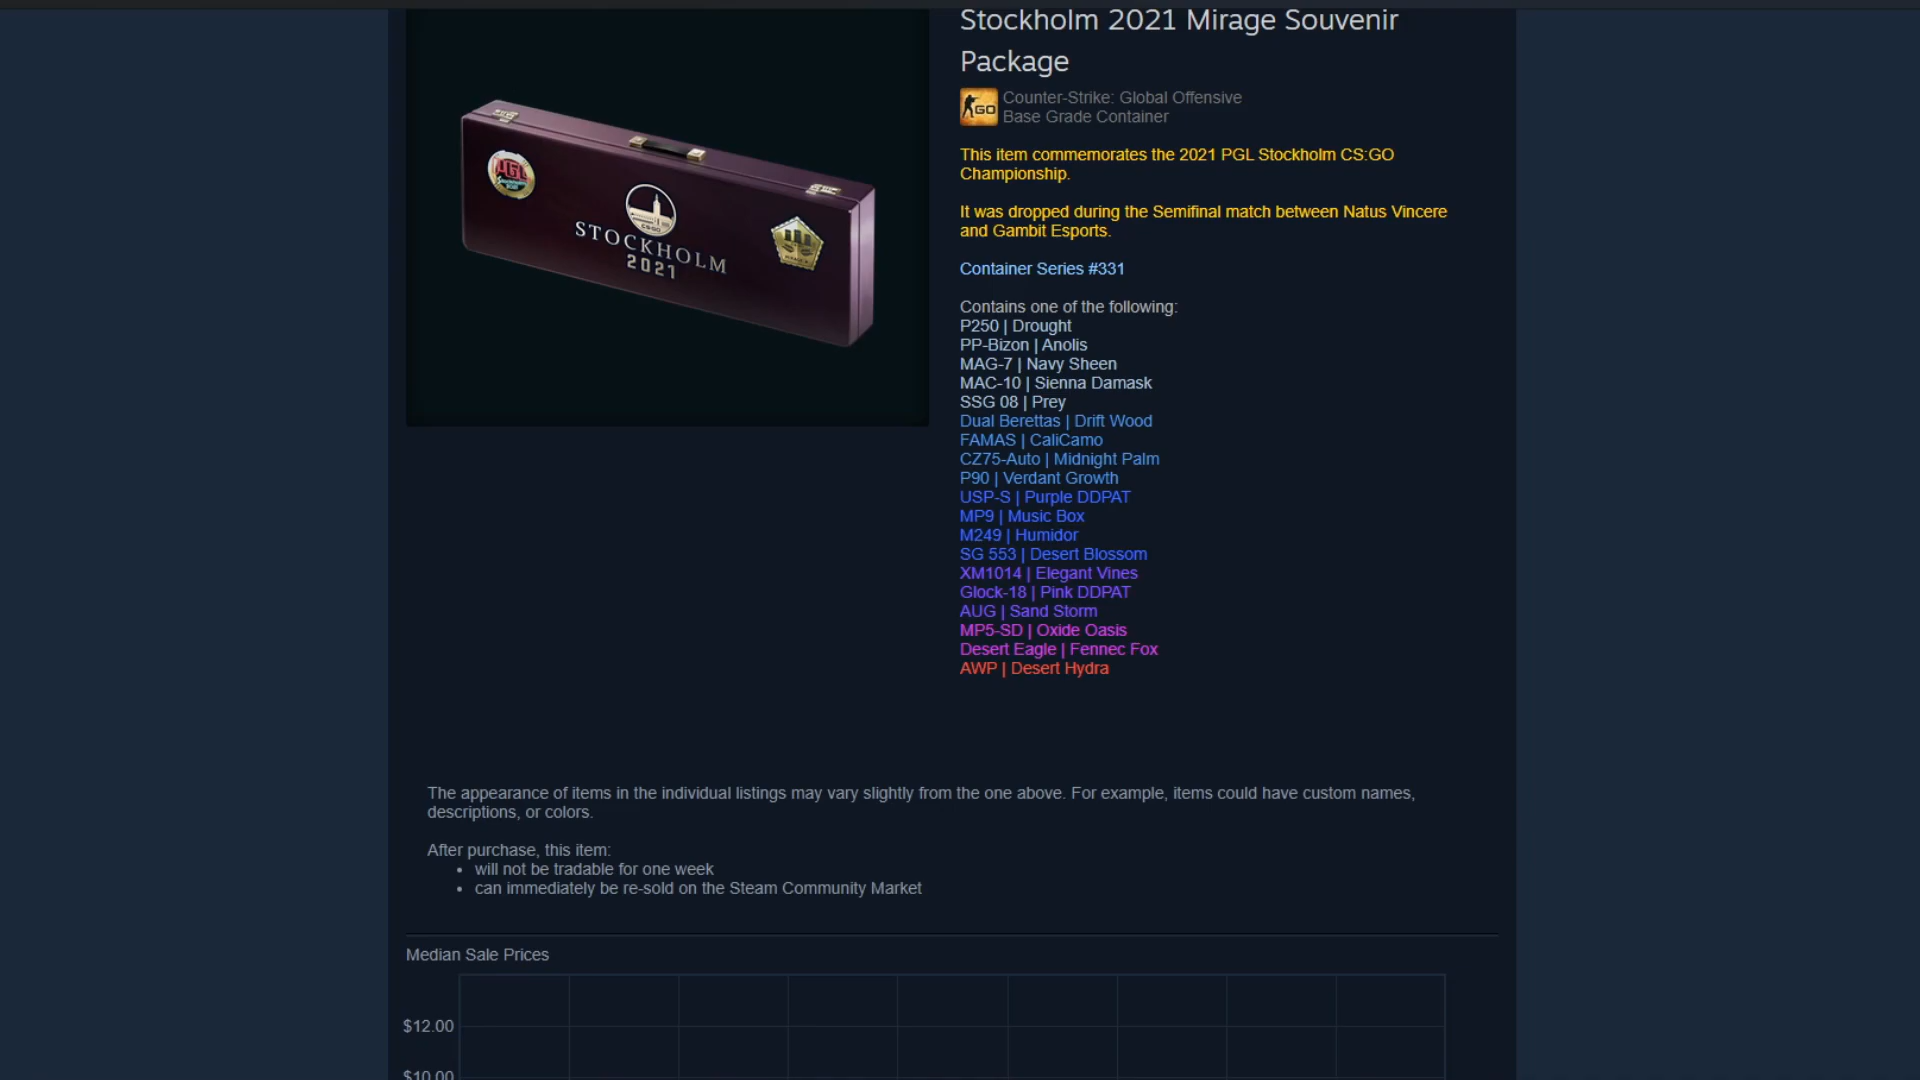 Stockholm 2021 Mirage Souvenir
Package
GO
Counter-Strike: Global Offensive
Base Grade Container
This item commemorates the 2021 PGL Stockholm CS:GO
Championship.
It was dropped during the Semifinal match between Natus Vincere
and Gambit Esports.
Container Series #331
Contains one of the following:
P250 | Drought
PP-Bizon | Anolis
MAG-7 | Navy Sheen
MAC-10 | Sienna Damask
SSG 08 | Prey
Dual Berettas | Drift Wood
FAMAS | CaliCamo
CZ75-Auto | Midnight Palm
P90 | Verdant Growth
USP-S | Purple DDPAT
MP9 | Music Box
M249 | Humidor
SG 553 | Desert Blossom
XM1014 | Elegant Vines
Glock-18 | Pink DDPAT
AUG | Sand Storm
MP5-SD | Oxide Oasis
Desert Eagle | Fennec Fox
AWP | Desert Hydra
PGL
CS:GO
STOCKHOLM
2021
The appearance of items in the individual listings may vary slightly from the one above. For example, items could have custom names,
descriptions, or colors.
After purchase, this item:
• will not be tradable for one week
• can immediately be re-sold on the Steam Community Market
Median Sale Prices
$12.00
$10.00